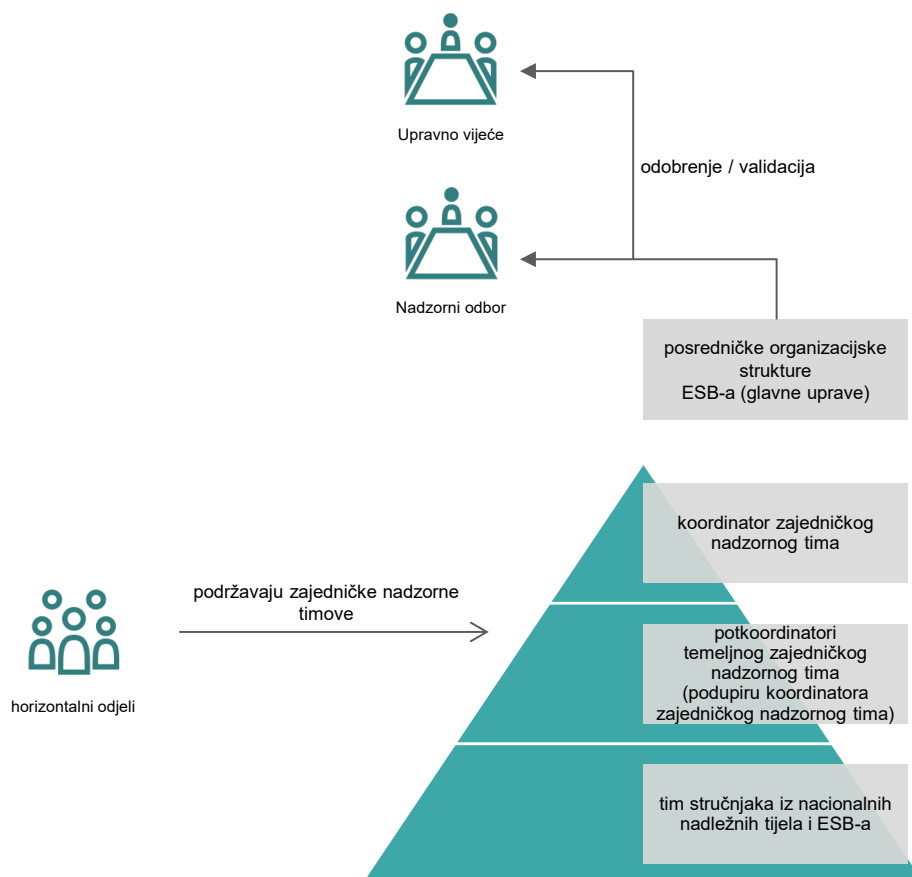 Upravno vijeće
odobrenje / validacija
Nadzorni odbor
posredničke organizacijske
strukture
ESB-a (glavne uprave)
koordinator zajedničkog
nadzornog tima
podržavaju zajedničke nadzorne
timove
horizontalni odjeli
potkoordinatori
temeljnog zajedničkog
nadzornog tima
(podupiru koordinatora
zajedničkog nadzornog tima)
tim stručnjaka iz nacionalnih
nadležnih tijela i ESB-a